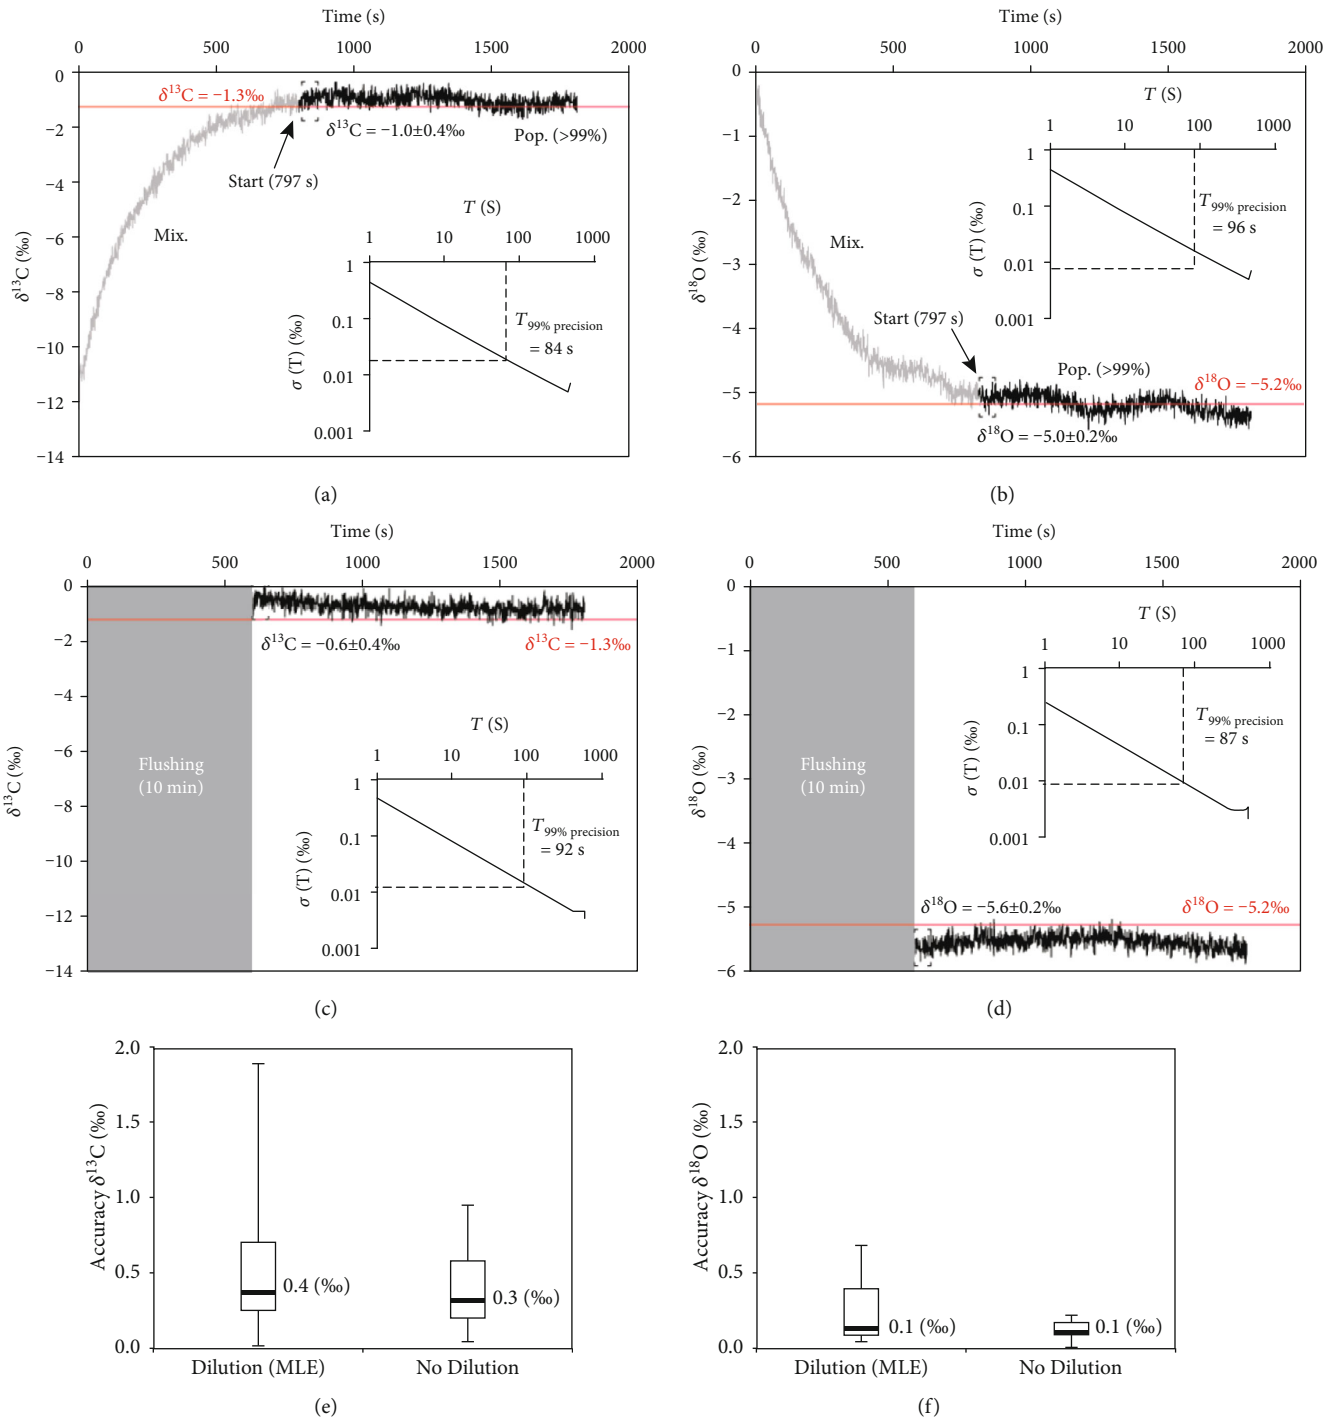 (a)
Time (s)
0 500 1000 1500 2000
0
−2
−4
−6
−8
−10
−12
−14
δ¹³C (‰)
δ¹³C = −1.3‰
δ¹³C = −1.0±0.4‰
Pop. (>99%)
Start (797 s)
Mix.
T (S)
1 10 100 1000
1
0.1
0.01
0.001
σ (T) (‰)
T99% precision
= 84 s
(b)
Time (s)
0 500 1000 1500 2000
0
−1
−2
−3
−4
−5
−6
δ¹⁸O (‰)
T (S)
1 10 100 1000
1
0.1
0.01
0.001
σ (T) (‰)
T99% precision
= 96 s
Mix.
Start (797 s)
Pop. (>99%)
δ¹⁸O = −5.2‰
δ¹⁸O = −5.0±0.2‰
(c)
Time (s)
0 500 1000 1500 2000
0
−2
−4
−6
−8
−10
−12
−14
δ¹³C (‰)
δ¹³C = −0.6±0.4‰
δ¹³C = −1.3‰
Flushing
(10 min)
T (S)
1 10 100 1000
1
0.1
0.01
0.001
σ (T) (‰)
T99% precision
= 92 s
(d)
Time (s)
0 500 1000 1500 2000
0
−1
−2
−3
−4
−5
−6
δ¹⁸O (‰)
Flushing
(10 min)
T (S)
1 10 100 1000
1
0.1
0.01
0.001
σ (T) (‰)
T99% precision
= 87 s
δ¹⁸O = −5.6±0.2‰
δ¹⁸O = −5.2‰
2.0
1.5
1.0
0.5
0.0
Accuracy δ¹³C (‰)
0.4 (‰)
0.3 (‰)
Dilution (MLE) No Dilution
(e)
2.0
1.5
1.0
0.5
0.0
Accuracy δ¹⁸O (‰)
0.1 (‰)
0.1 (‰)
Dilution (MLE) No Dilution
(f)